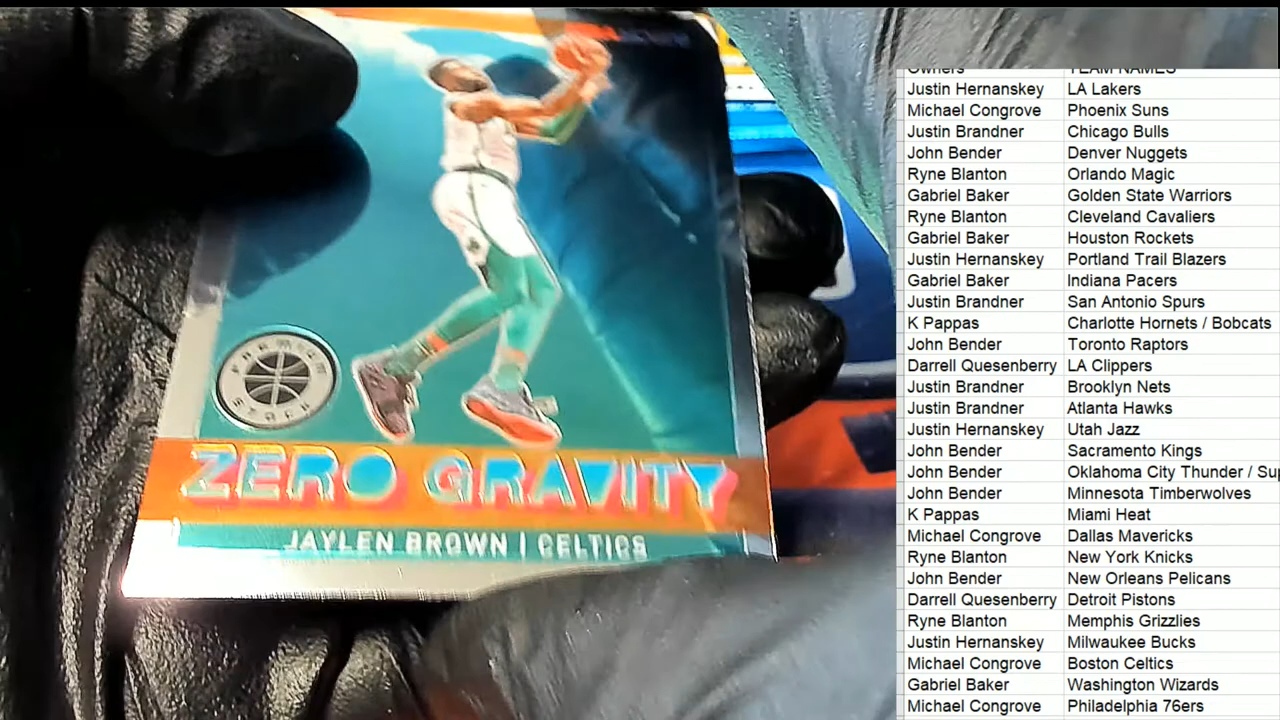 PREMIUM
STOCK
ZERO GRAVITY
JAYLEN BROWN | CELTICS
Owners TEAM NAMES
Justin Hernanskey LA Lakers
Michael Congrove Phoenix Suns
Justin Brandner Chicago Bulls
John Bender Denver Nuggets
Ryne Blanton Orlando Magic
Gabriel Baker Golden State Warriors
Ryne Blanton Cleveland Cavaliers
Gabriel Baker Houston Rockets
Justin Hernanskey Portland Trail Blazers
Gabriel Baker Indiana Pacers
Justin Brandner San Antonio Spurs
K Pappas Charlotte Hornets / Bobcats
John Bender Toronto Raptors
Darrell Quesenberry LA Clippers
Justin Brandner Brooklyn Nets
Justin Brandner Atlanta Hawks
Justin Hernanskey Utah Jazz
John Bender Sacramento Kings
John Bender Oklahoma City Thunder / Su
John Bender Minnesota Timberwolves
K Pappas Miami Heat
Michael Congrove Dallas Mavericks
Ryne Blanton New York Knicks
John Bender New Orleans Pelicans
Darrell Quesenberry Detroit Pistons
Ryne Blanton Memphis Grizzlies
Justin Hernanskey Milwaukee Bucks
Michael Congrove Boston Celtics
Gabriel Baker Washington Wizards
Michael Congrove Philadelphia 76ers